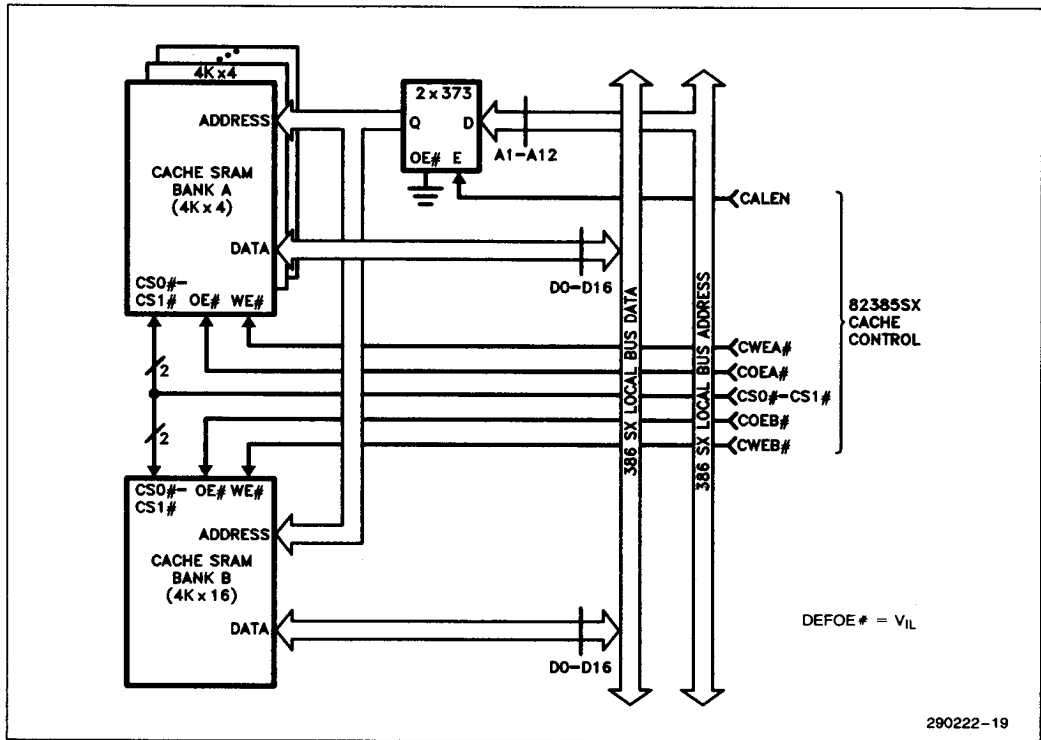 4K x 4
ADDRESS
CACHE SRAM
BANK A
(4K x 4)
DATA
CS0#-
CS1# OE# WE#
2 x 373
Q D
OE# E
A1-A12
CALEN
D0-D16
82385SX
CACHE
CONTROL
CWEA#
COEA#
CS0#-CS1#
COEB#
CWEB#
2
2
386 SX LOCAL BUS DATA
386 SX LOCAL BUS ADDRESS
CS0#- OE# WE#
CS1#
ADDRESS
CACHE SRAM
BANK B
(4K x 16)
DATA
D0-D16
DEFOE# = VIL
290222-19